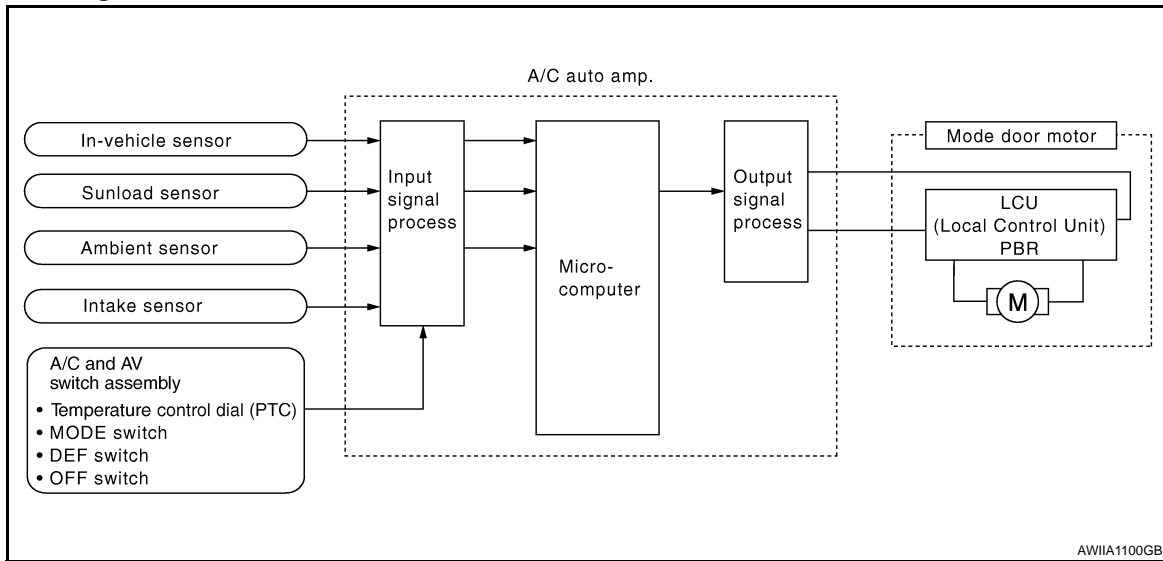 A/C auto amp.
In-vehicle sensor
Sunload sensor
Ambient sensor
Intake sensor
A/C and AV
switch assembly
• Temperature control dial (PTC)
• MODE switch
• DEF switch
• OFF switch
Input
signal
process
Micro-
computer
Output
signal
process
Mode door motor
LCU
(Local Control Unit)
PBR
M
AWIIA1100GB